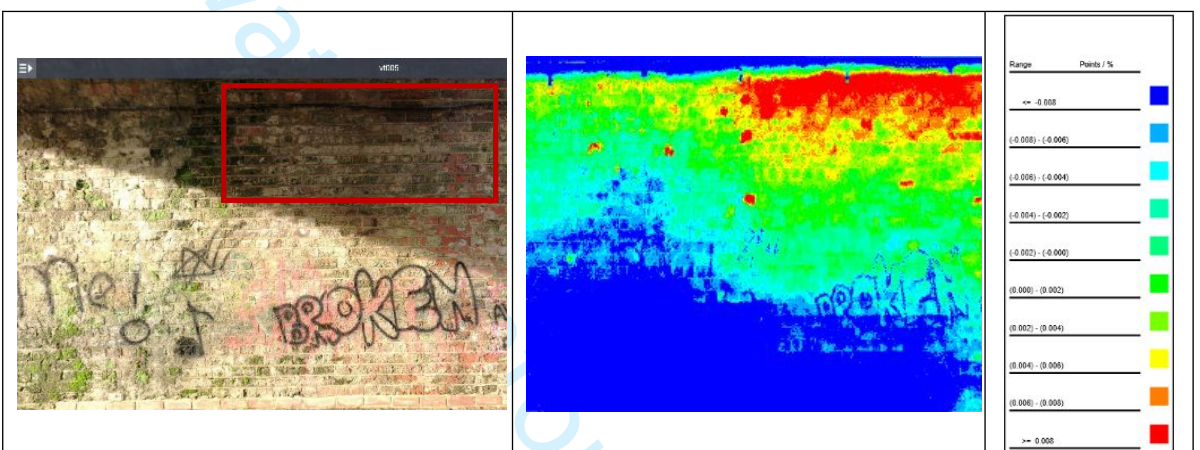 vt005
me!
BROKEN
BROKEN
Range Points / %
<= -0.008
(-0.008) - (-0.006)
(-0.006) - (-0.004)
(-0.004) - (-0.002)
(-0.002) - (-0.000)
(0.000) - (0.002)
(0.002) - (0.004)
(0.004) - (0.006)
(0.006) - (0.008)
>= 0.008